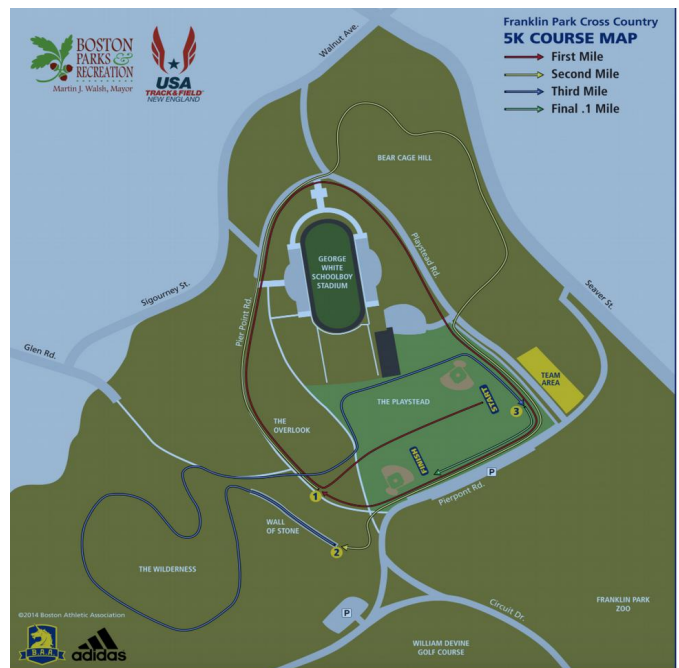 BOSTON
PARKS &
RECREATION
Martin J. Walsh, Mayor
USA
TRACK & FIELD
NEW ENGLAND
Franklin Park Cross Country
5K COURSE MAP
First Mile
Second Mile
Third Mile
Final .1 Mile
Walnut Ave.
BEAR CAGE HILL
Playstead Rd.
GEORGE
WHITE
SCHOOLBOY
STADIUM
Sigourney St.
Pier Point Rd.
Seaver St.
Glen Rd.
TEAM
AREA
THE PLAYSTEAD
START
3
THE
OVERLOOK
FINISH
P
1
Pierpont Rd.
WALL
OF STONE
2
THE WILDERNESS
P
Circuit Dr.
FRANKLIN PARK
ZOO
©2014 Boston Athletic Association
B.A.A.
adidas
WILLIAM DEVINE
GOLF COURSE